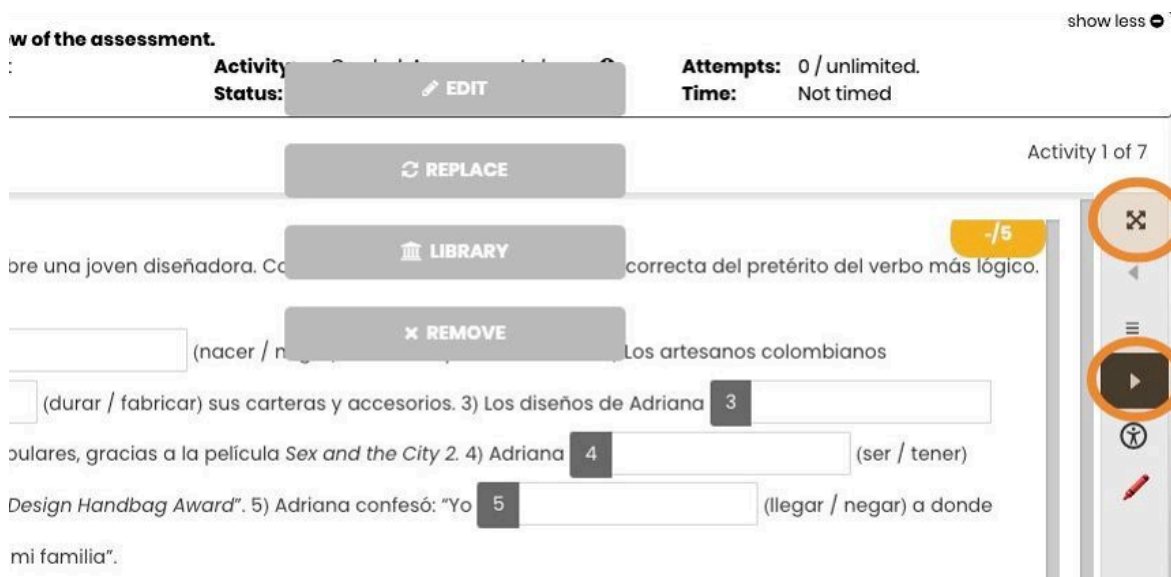 show less
w of the assessment.
Activity Attempts: 0 / unlimited.
Status: EDIT Time: Not timed
Activity 1 of 7
REPLACE
-/5
LIBRARY
bre una joven diseñadora. Co correcta del pretérito del verbo más lógico.
REMOVE
(nacer / n Los artesanos colombianos
(durar / fabricar) sus carteras y accesorios. 3) Los diseños de Adriana 3
pulares, gracias a la película Sex and the City 2. 4) Adriana 4 (ser / tener)
Design Handbag Award". 5) Adriana confesó: "Yo 5 (llegar / negar) a donde
mi familia".